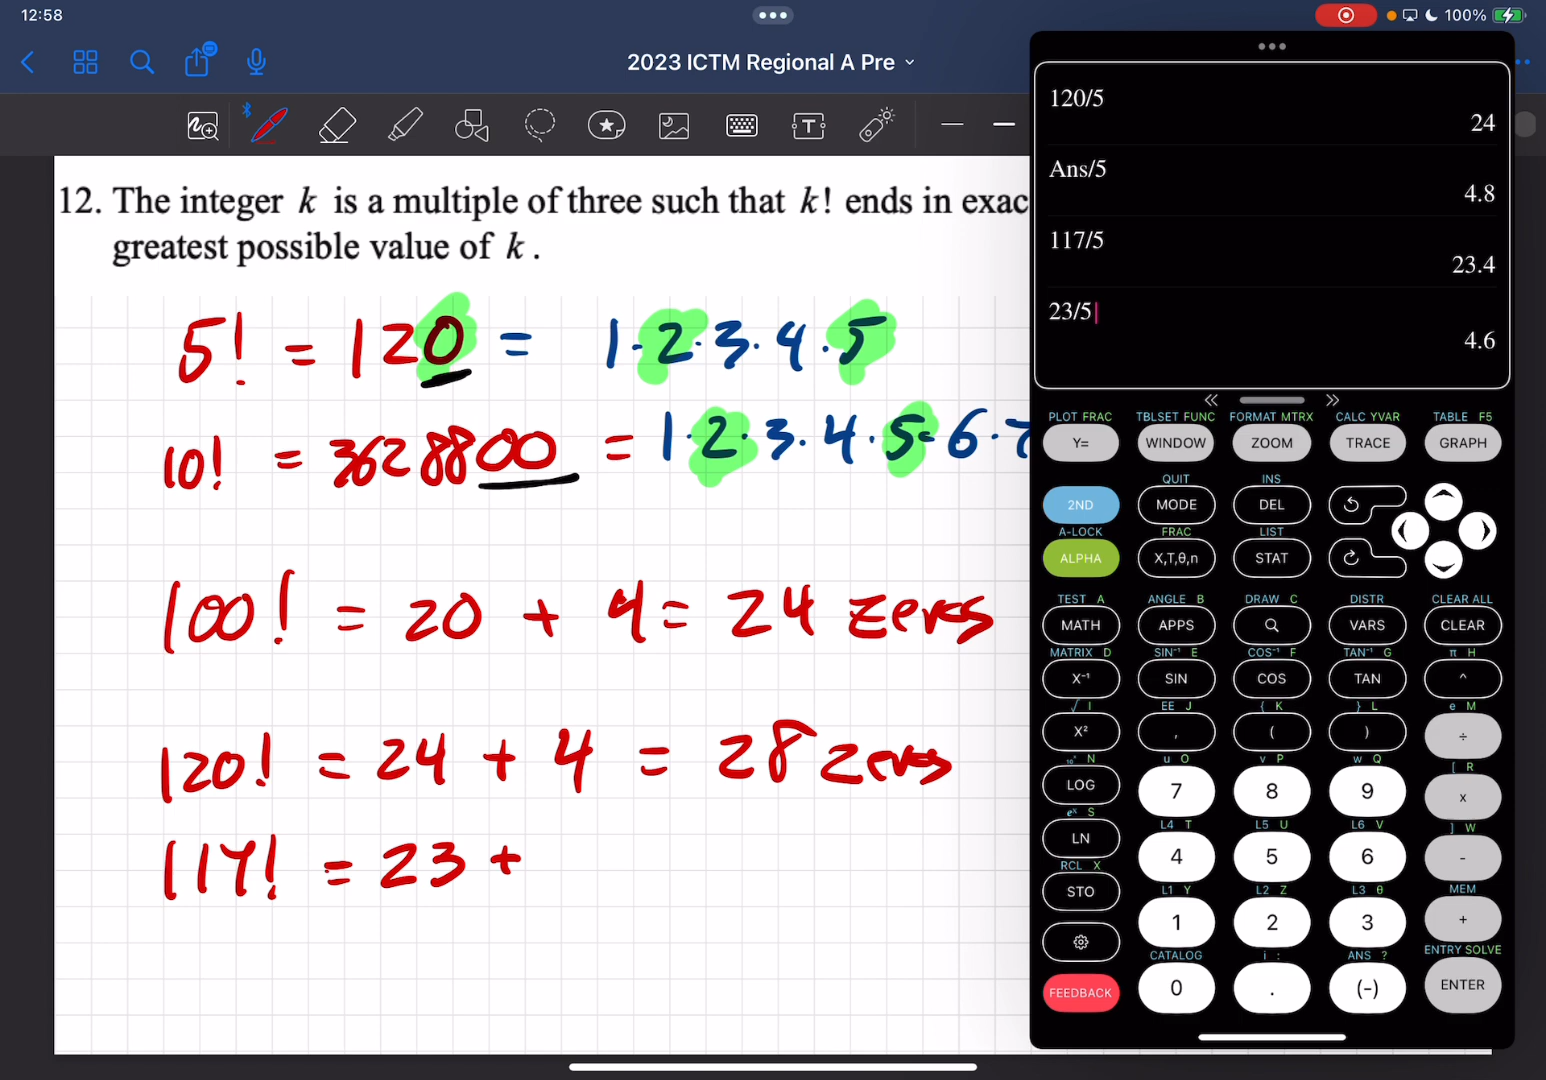 12:58
100%
2023 ICTM Regional A Pre
12. The integer k is a multiple of three such that k! ends in exac
greatest possible value of k.
5! = 120 = 1·2·3·4·5
10! = 3628800 = 1·2·3·4·5·6·7
100! = 20 + 4 = 24 zeros
120! = 24 + 4 = 28 zeros
117! = 23 +
120/5
24
Ans/5
4.8
117/5
23.4
23/5
4.6
PLOT FRAC TBLSET FUNC FORMAT MTRX CALC YVAR TABLE F5
Y= WINDOW ZOOM TRACE GRAPH
QUIT INS
2ND MODE DEL
A-LOCK FRAC LIST
ALPHA X,T,θ,n STAT
TEST A ANGLE B DRAW C DISTR CLEAR ALL
MATH APPS VARS CLEAR
MATRIX D SIN⁻¹ E COS⁻¹ F TAN⁻¹ G π H
X⁻¹ SIN COS TAN ^
√ I EE J { K } L e M
X² , ( ) ÷
10ˣ N u O v P w Q [ R
LOG 7 8 9 x
eˣ S L4 T L5 U L6 V ] W
LN 4 5 6 -
RCL X L1 Y L2 Z L3 θ MEM
STO 1 2 3 +
CATALOG i : ANS ? ENTRY SOLVE
FEEDBACK 0 . (-) ENTER